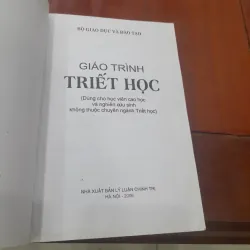 BỘ GIÁO DỤC VÀ ĐÀO TẠO
GIÁO TRÌNH
TRIẾT HỌC
(Dùng cho học viên cao học
và nghiên cứu sinh
không thuộc chuyên ngành Triết học)
NHÀ XUẤT BẢN LÝ LUẬN CHÍNH TRỊ
HÀ NỘI -